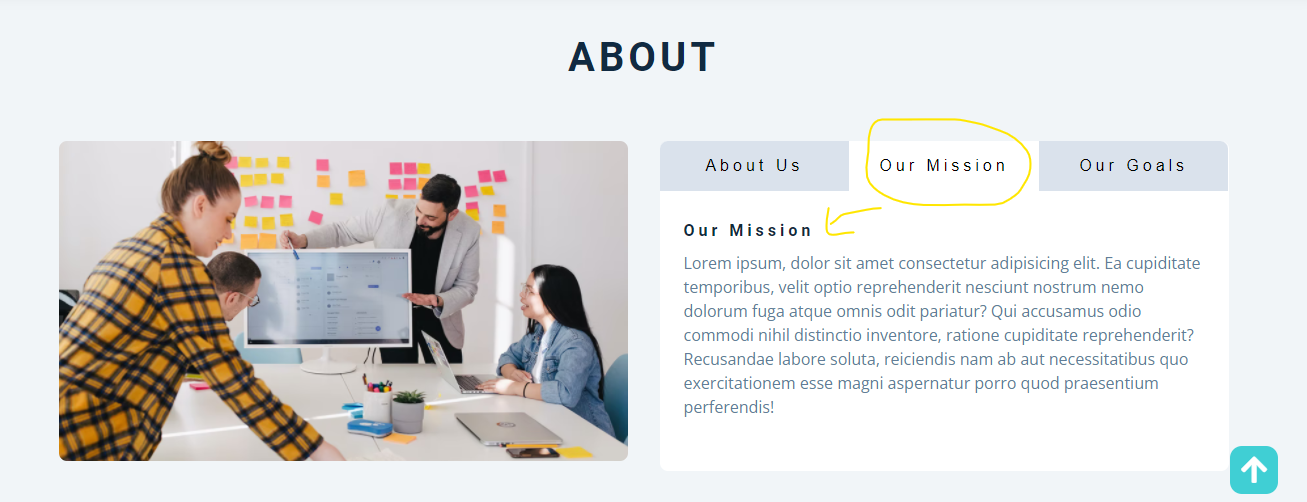 ABOUT
About Us
Our Mission
Our Goals
Our Mission
Lorem ipsum, dolor sit amet consectetur adipisicing elit. Ea cupiditate
temporibus, velit optio reprehenderit nesciunt nostrum nemo
dolorum fuga atque omnis odit pariatur? Qui accusamus odio
commodi nihil distinctio inventore, ratione cupiditate reprehenderit?
Recusandae labore soluta, reiciendis nam ab aut necessitatibus quo
exercitationem esse magni aspernatur porro quod praesentium
perferendis!